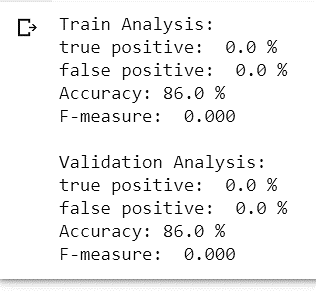 Train Analysis:
true positive:  0.0 %
false positive:  0.0 %
Accuracy: 86.0 %
F-measure:  0.000

Validation Analysis:
true positive:  0.0 %
false positive:  0.0 %
Accuracy: 86.0 %
F-measure:  0.000